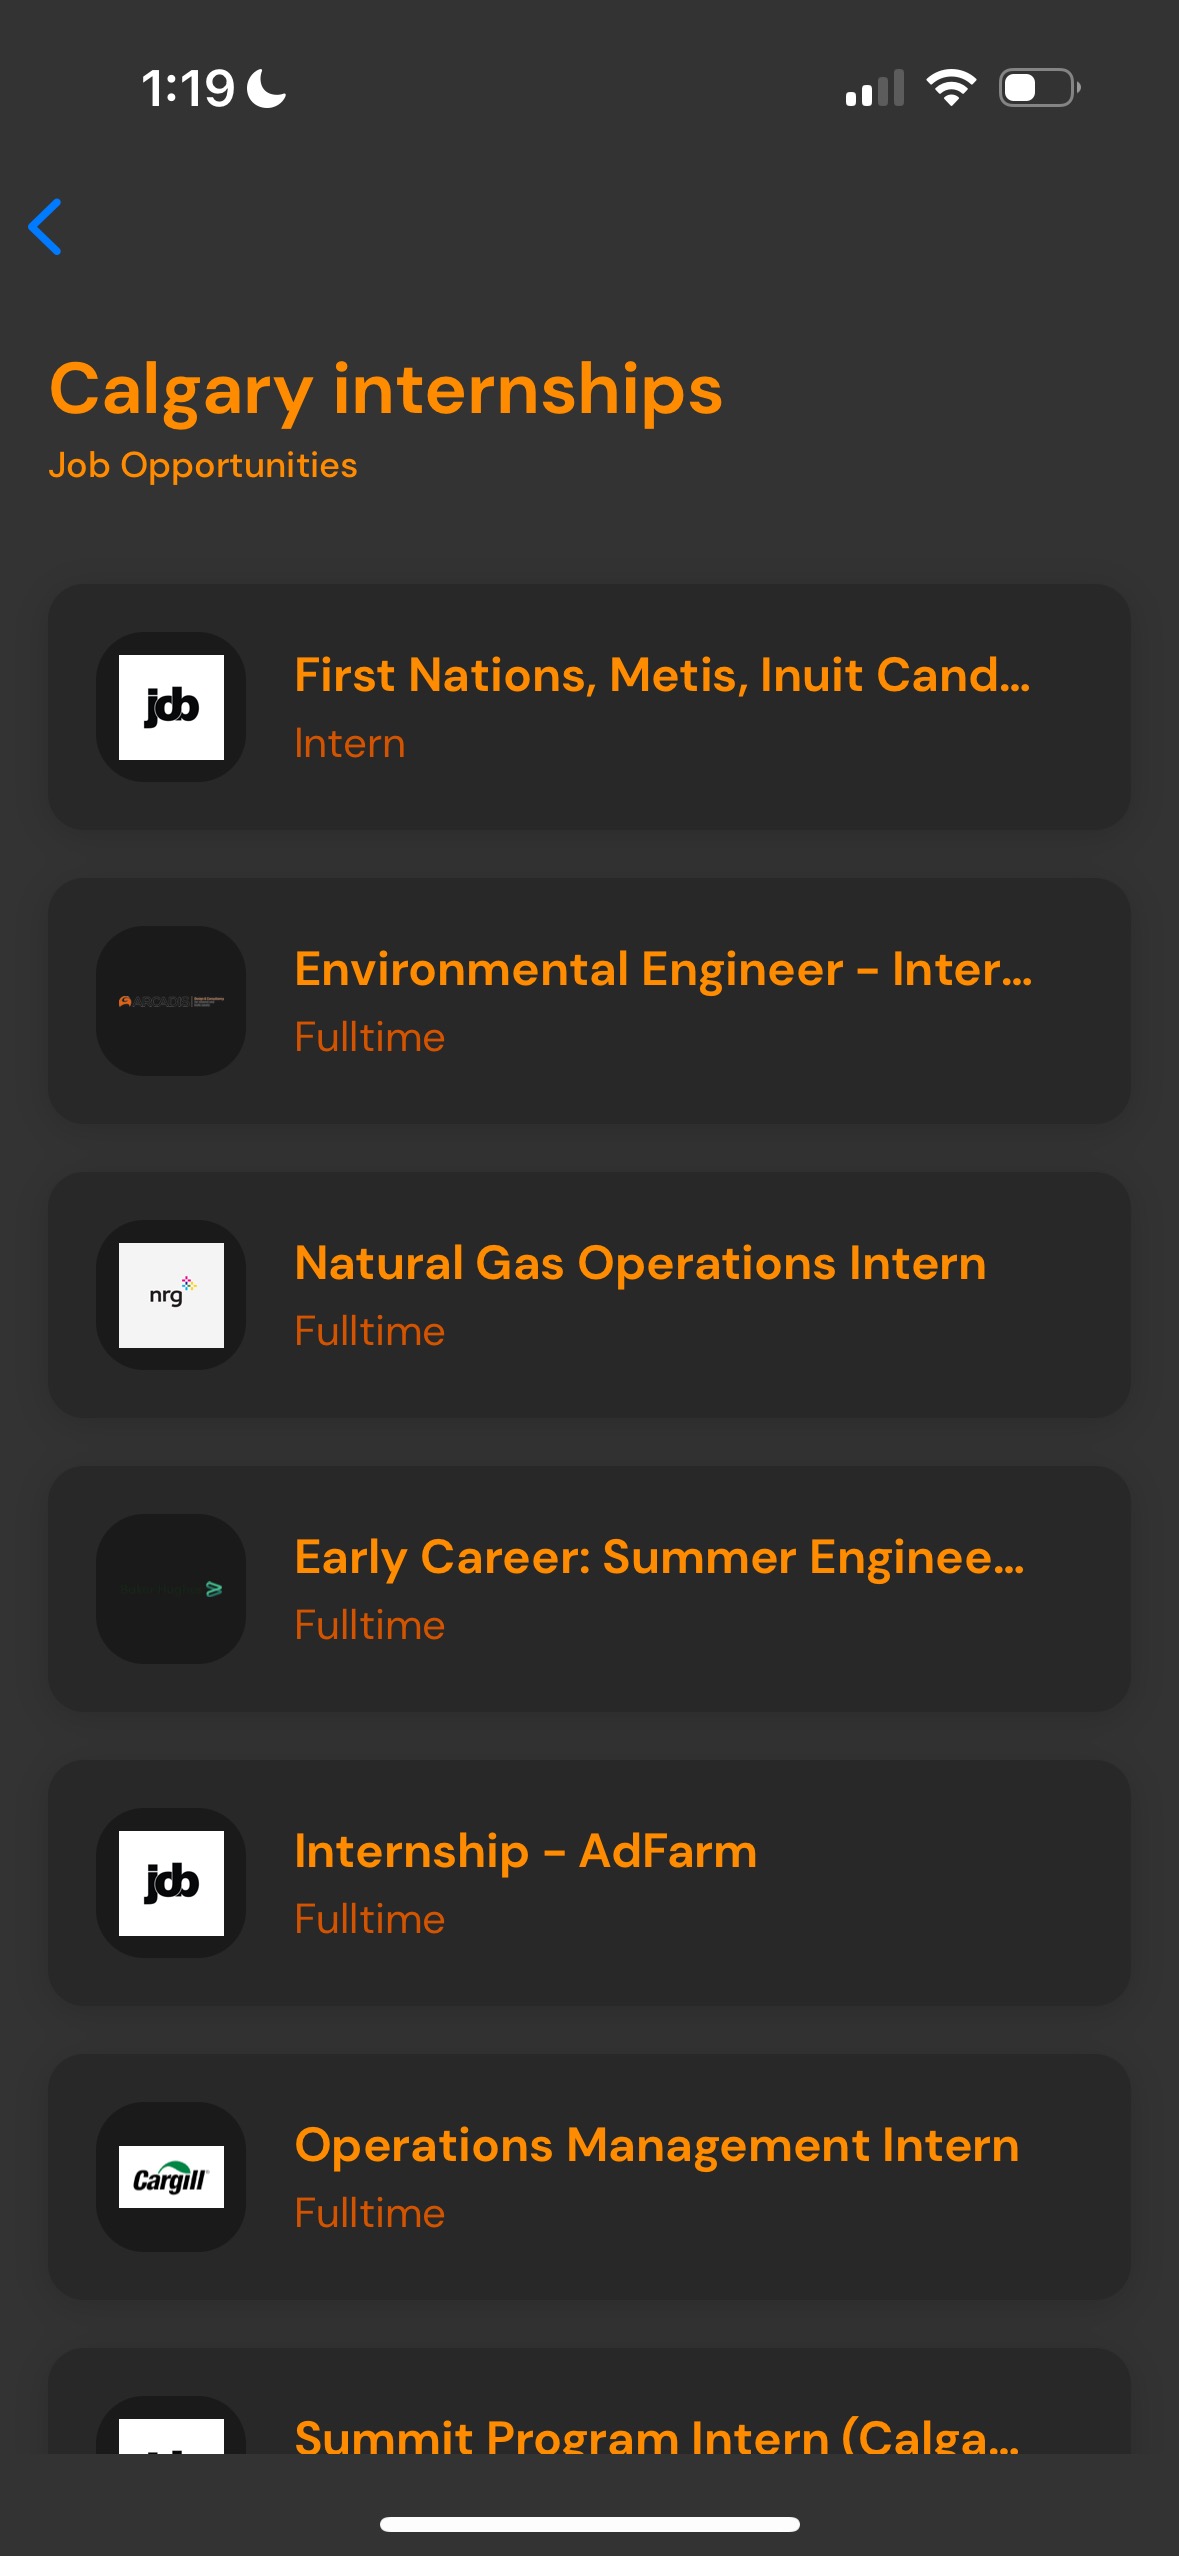 1:19
Calgary internships
Job Opportunities
job
First Nations, Metis, Inuit Cand...
Intern
ARCADIS
Environmental Engineer - Inter...
Fulltime
nrg
Natural Gas Operations Intern
Fulltime
Early Career: Summer Enginee...
Fulltime
job
Internship - AdFarm
Fulltime
Cargill
Operations Management Intern
Fulltime
Summit Program Intern (Calga...